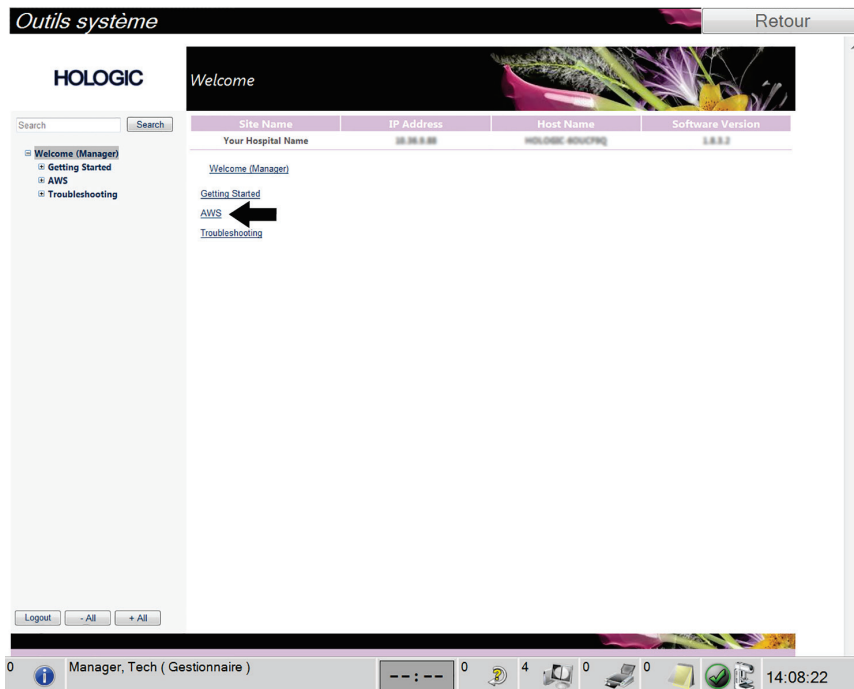 Outils système
Retour
HOLOGIC
Welcome
Search Search
Site Name IP Address Host Name Software Version
Your Hospital Name
Welcome (Manager)
Getting Started
AWS
Troubleshooting
Welcome (Manager)
Getting Started
AWS
Troubleshooting
Logout - All + All
0 Manager, Tech ( Gestionnaire ) --:-- 0 4 0 0 14:08:22